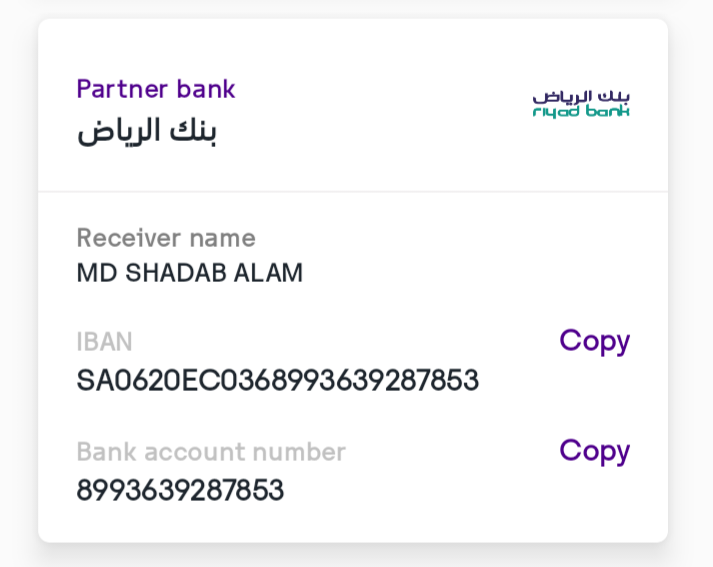 Partner bank
بنك الرياض
بنك الرياض
rıyad bank
Receiver name
MD SHADAB ALAM
IBAN
Copy
SA0620EC0368993639287853
Bank account number
Copy
8993639287853